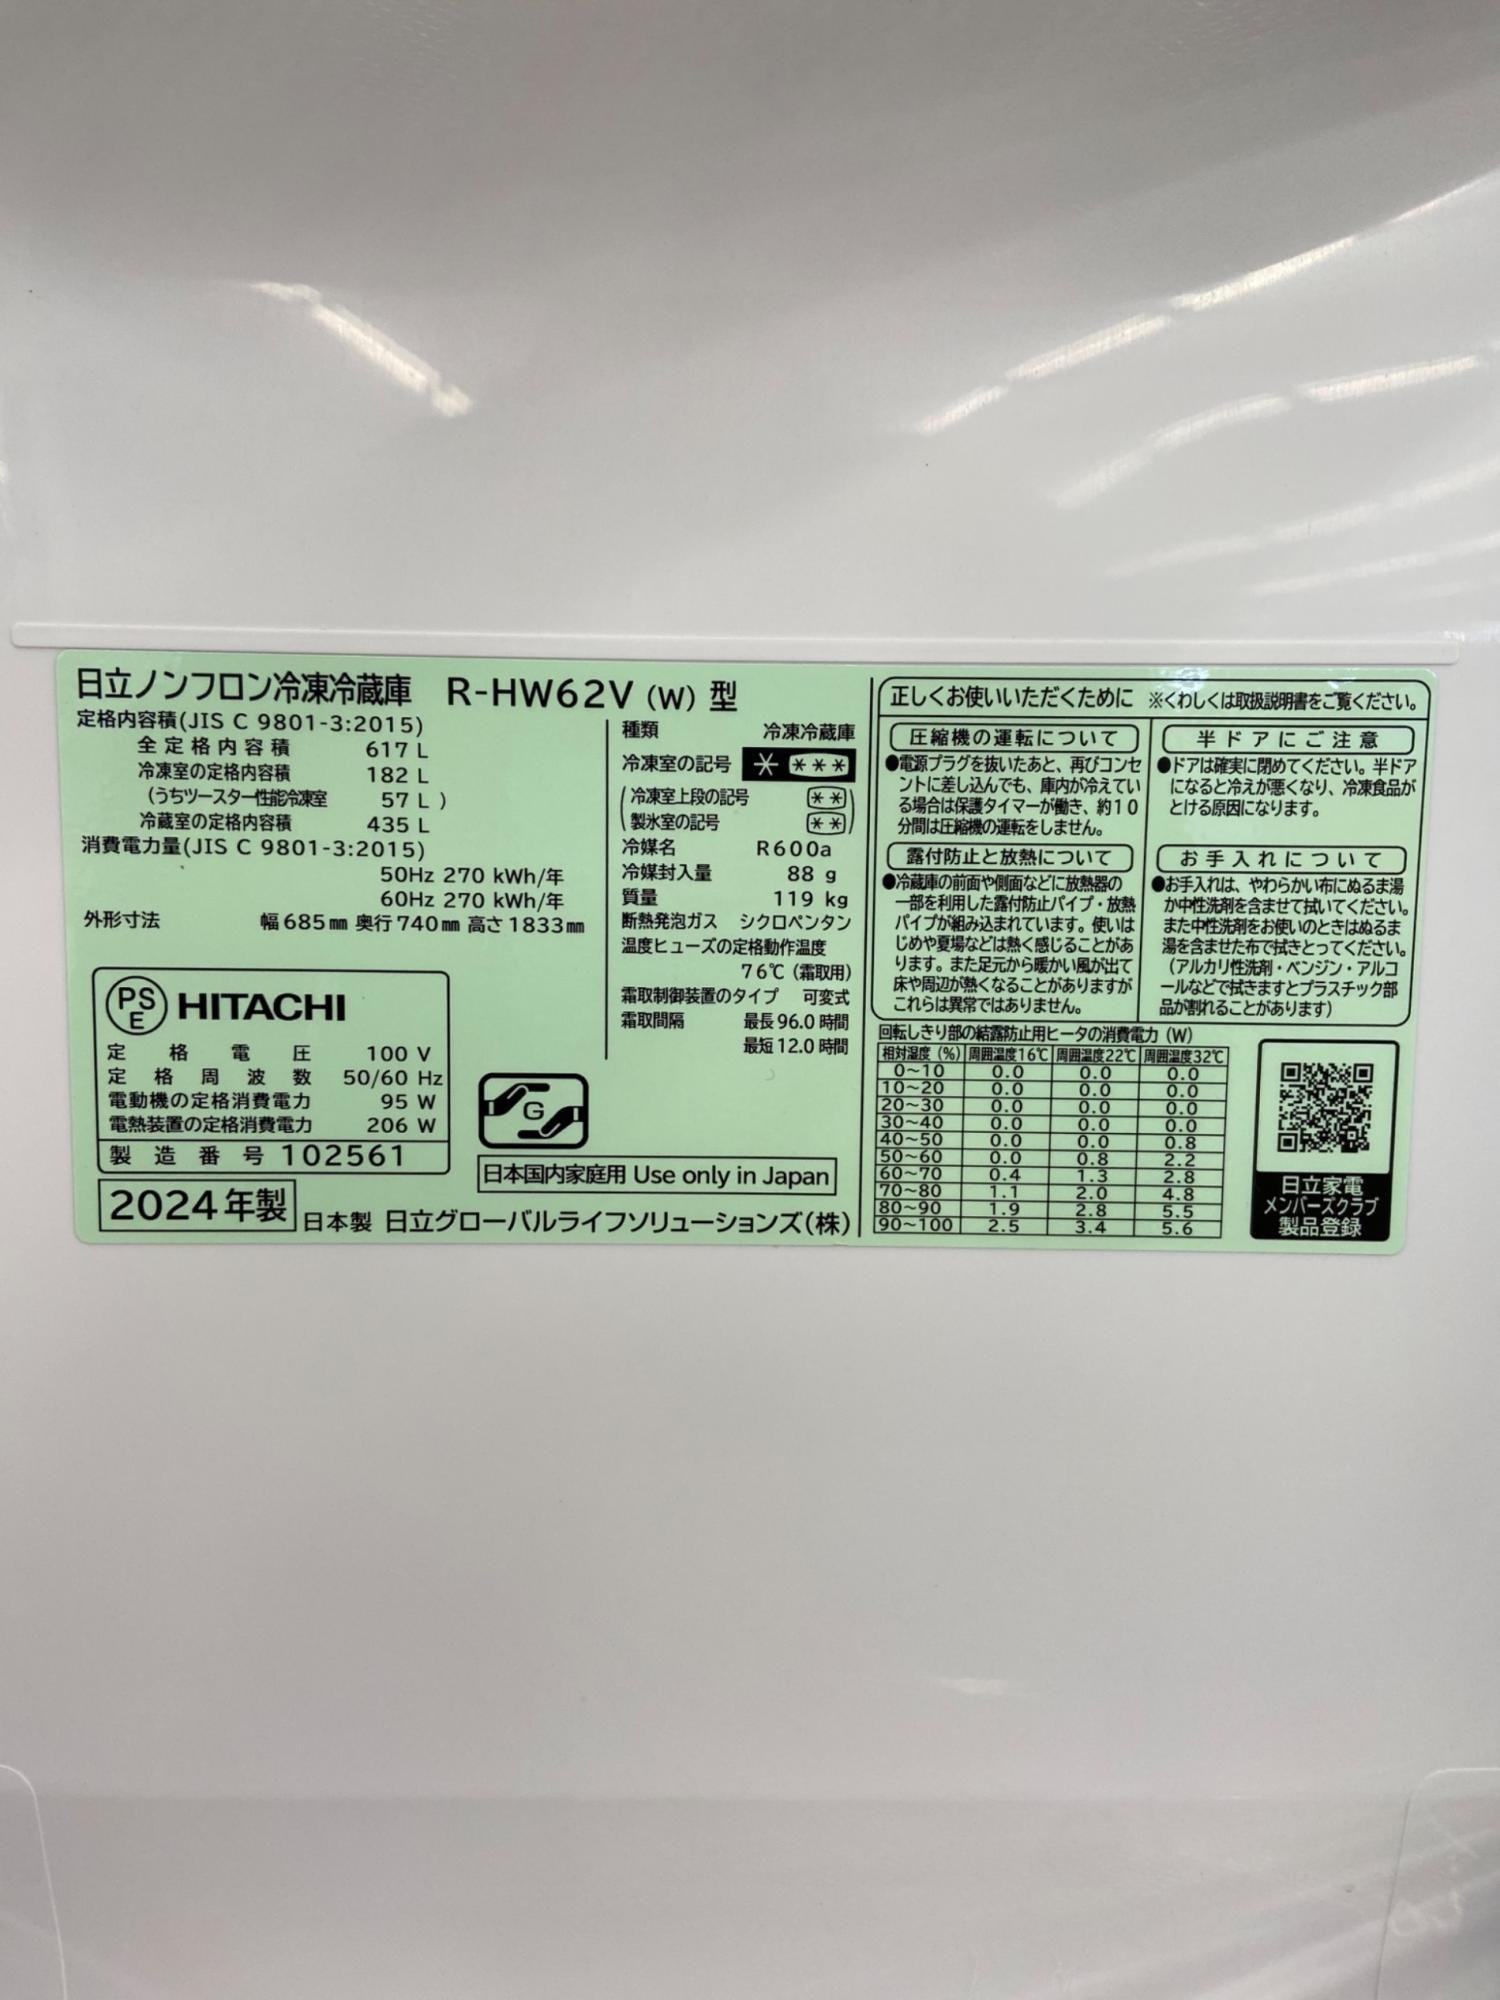 日立ノンフロン冷凍冷蔵庫 R-HW62V (W) 型
定格内容積(JIS C 9801-3:2015)
全定格内容積 617 L
冷凍室の定格内容積 182 L
(うちツースター性能冷凍室 57 L )
冷蔵室の定格内容積 435 L
消費電力量(JIS C 9801-3:2015)
50Hz 270 kWh/年
60Hz 270 kWh/年
外形寸法 幅685mm 奥行740mm 高さ1833mm
PSE HITACHI
定格電圧 100 V
定格周波数 50/60 Hz
電動機の定格消費電力 95 W
電熱装置の定格消費電力 206 W
製造番号 102561
2024年製
日本製 日立グローバルライフソリューションズ(株)
G
日本国内家庭用 Use only in Japan
種類 冷凍冷蔵庫
冷凍室の記号 * ***
(冷凍室上段の記号 **
製氷室の記号 **)
冷媒名 R600a
冷媒封入量 88 g
質量 119 kg
断熱発泡ガス シクロペンタン
温度ヒューズの定格動作温度
76℃(霜取用)
霜取制御装置のタイプ 可変式
霜取間隔 最長96.0時間
最短12.0時間
正しくお使いいただくために ※くわしくは取扱説明書をご覧ください。
圧縮機の運転について
●電源プラグを抜いたあと、再びコンセ
ントに差し込んでも、庫内が冷えてい
る場合は保護タイマーが働き、約10
分間は圧縮機の運転をしません。
露付防止と放熱について
●冷蔵庫の前面や側面などに放熱器の
一部を利用した露付防止パイプ・放熱
パイプが組み込まれています。使いは
じめや夏場などは熱く感じることがあ
ります。また足元から暖かい風が出て
床や周辺が熱くなることがありますが
これらは異常ではありません。
半ドアにご注意
●ドアは確実に閉めてください。半ドア
になると冷えが悪くなり、冷凍食品が
とける原因になります。
お手入れについて
●お手入れは、やわらかい布にぬるま湯
か中性洗剤を含ませて拭いてください。
また中性洗剤をお使いのときはぬるま
湯を含ませた布で拭きとってください。
(アルカリ性洗剤・ベンジン・アルコ
ールなどで拭きますとプラスチック部
品が割れることがあります)
回転しきり部の結露防止用ヒータの消費電力(W)
相対湿度(%) 周囲温度16℃ 周囲温度22℃ 周囲温度32℃
0~10 0.0 0.0 0.0
10~20 0.0 0.0 0.0
20~30 0.0 0.0 0.0
30~40 0.0 0.0 0.0
40~50 0.0 0.0 0.8
50~60 0.0 0.8 2.2
60~70 0.4 1.3 2.8
70~80 1.1 2.0 4.8
80~90 1.9 2.8 5.5
90~100 2.5 3.4 5.6
日立家電
メンバーズクラブ
製品登録